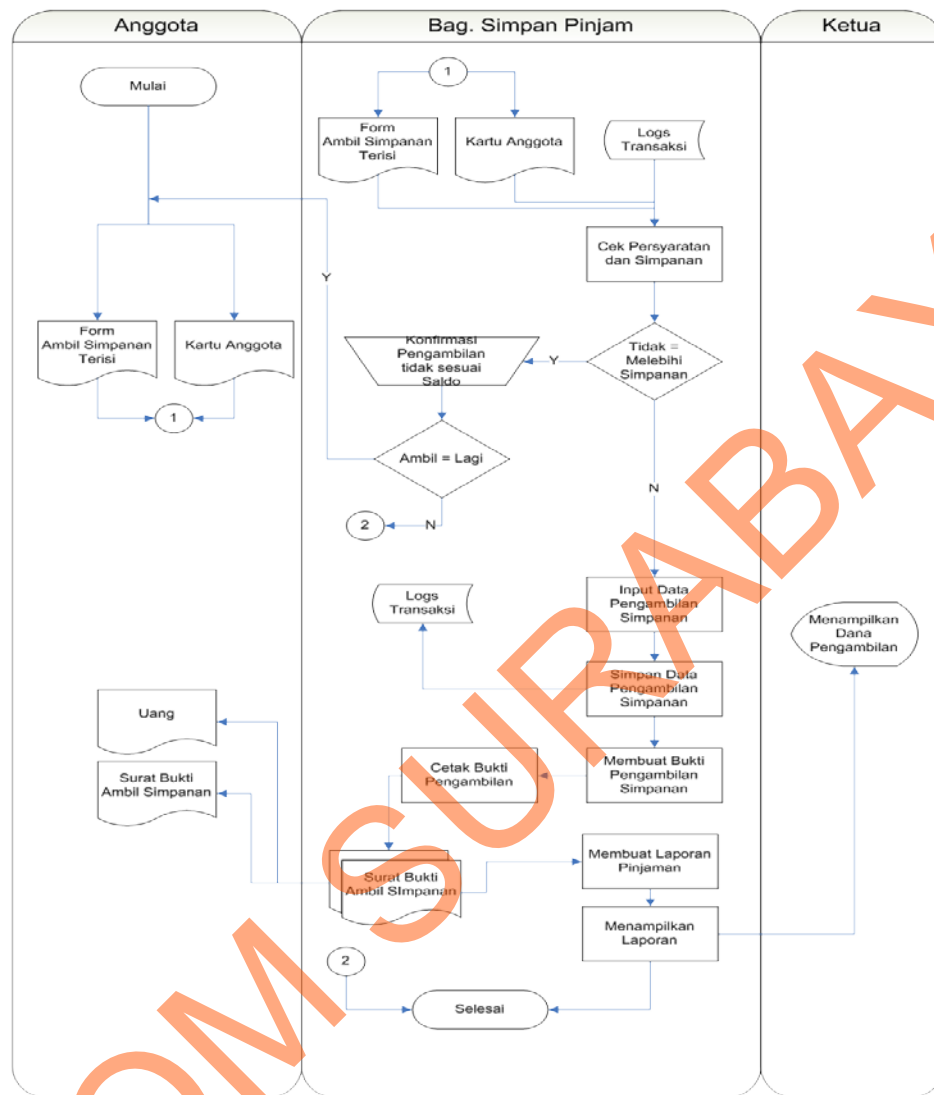 Anggota
Bag. Simpan Pinjam
Ketua
Mulai
Form
Ambil Simpanan
Terisi
Kartu Anggota
1
1
Form
Ambil Simpanan
Terisi
Kartu Anggota
Logs
Transaksi
Cek Persyaratan
dan Simpanan
Tidak =
Melebihi
Simpanan
Y
N
Konfirmasi
Pengambilan
tidak sesuai
Saldo
Ambil = Lagi
Y
N
2
Input Data
Pengambilan
Simpanan
Simpan Data
Pengambilan
Simpanan
Logs
Transaksi
Membuat Bukti
Pengambilan
Simpanan
Cetak Bukti
Pengambilan
Surat Bukti
Ambil SImpanan
Uang
Surat Bukti
Ambil Simpanan
Membuat Laporan
Pinjaman
Menampilkan
Laporan
Menampilkan
Dana
Pengambilan
2
Selesai
OM SURABAYA